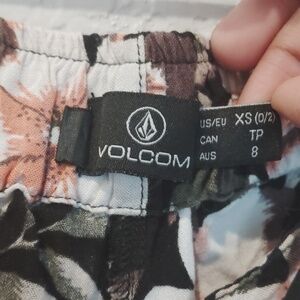 VOLCOM
US/EU XS (0/2)
CAN TP
AUS 8